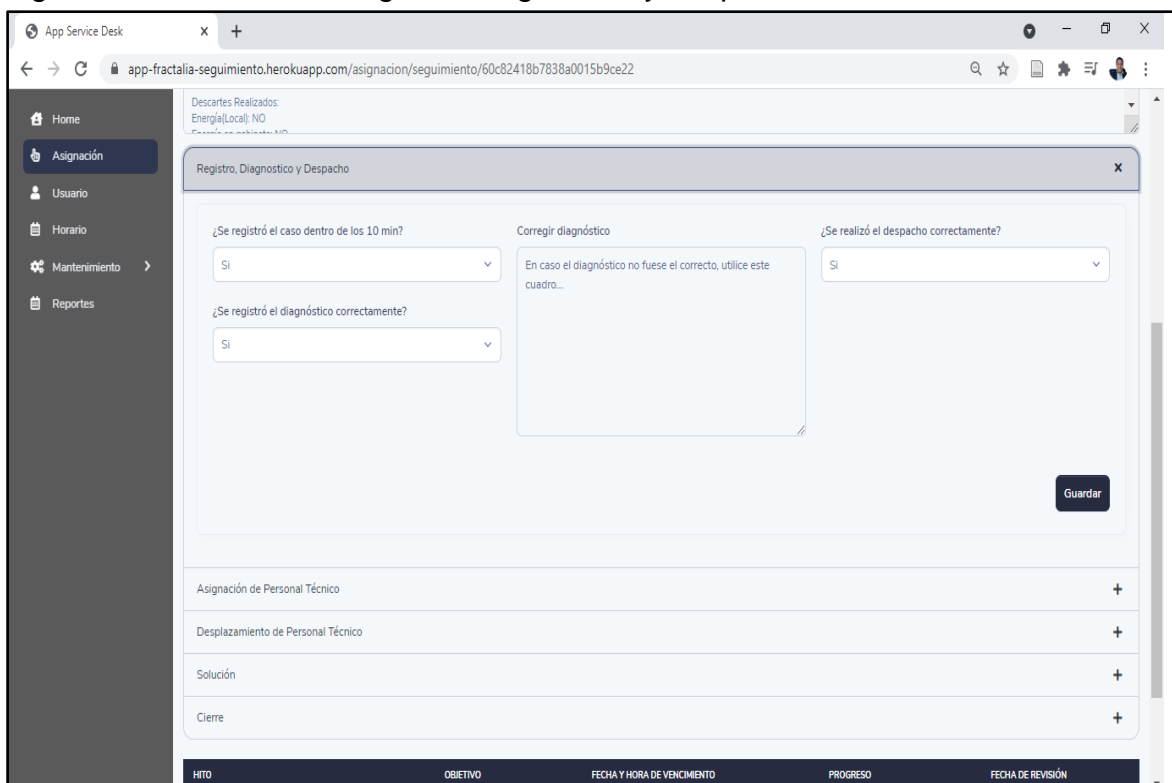 App Service Desk
app-fractalia-seguimiento.herokuapp.com/asignacion/seguimiento/60c82418b7838a0015b9ce22
Home
Asignación
Usuario
Horario
Mantenimiento
Reportes
Descartes Realizados:
Energía(Local): NO
Registro, Diagnostico y Despacho
¿Se registró el caso dentro de los 10 min?
Si
¿Se registró el diagnóstico correctamente?
Si
Corregir diagnóstico
En caso el diagnóstico no fuese el correcto, utilice este
cuadro...
¿Se realizó el despacho correctamente?
Si
Guardar
Asignación de Personal Técnico
Desplazamiento de Personal Técnico
Solución
Cierre
HITO OBJETIVO FECHA Y HORA DE VENCIMIENTO PROGRESO FECHA DE REVISIÓN